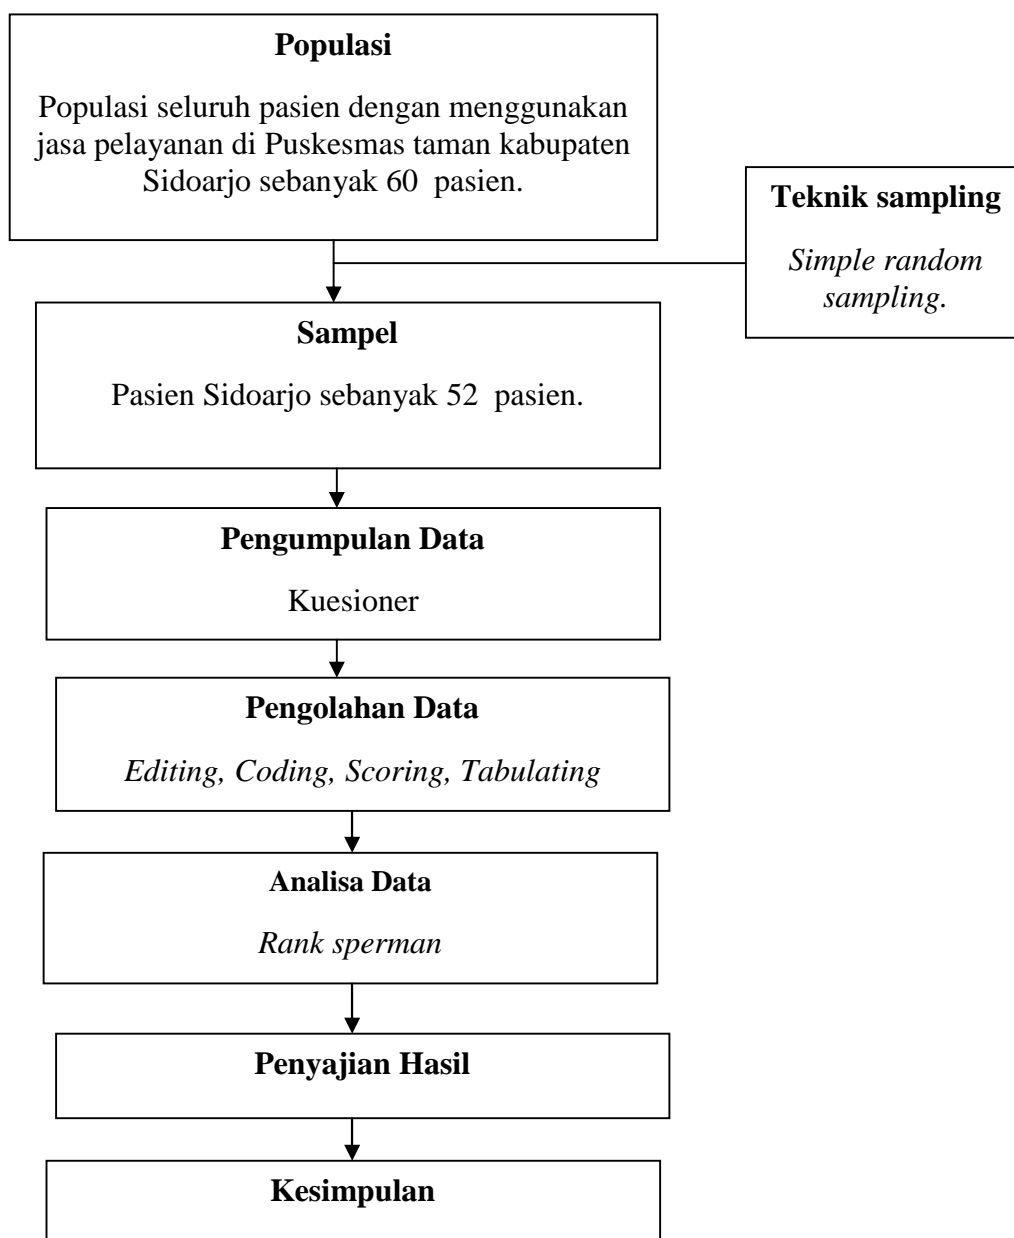 Populasi
Populasi seluruh pasien dengan menggunakan
jasa pelayanan di Puskesmas taman kabupaten
Sidoarjo sebanyak 60  pasien.
Teknik sampling
Simple random
sampling.
Sampel
Pasien Sidoarjo sebanyak 52  pasien.
Pengumpulan Data
Kuesioner
Pengolahan Data
Editing, Coding, Scoring, Tabulating
Analisa Data
Rank sperman
Penyajian Hasil
Kesimpulan